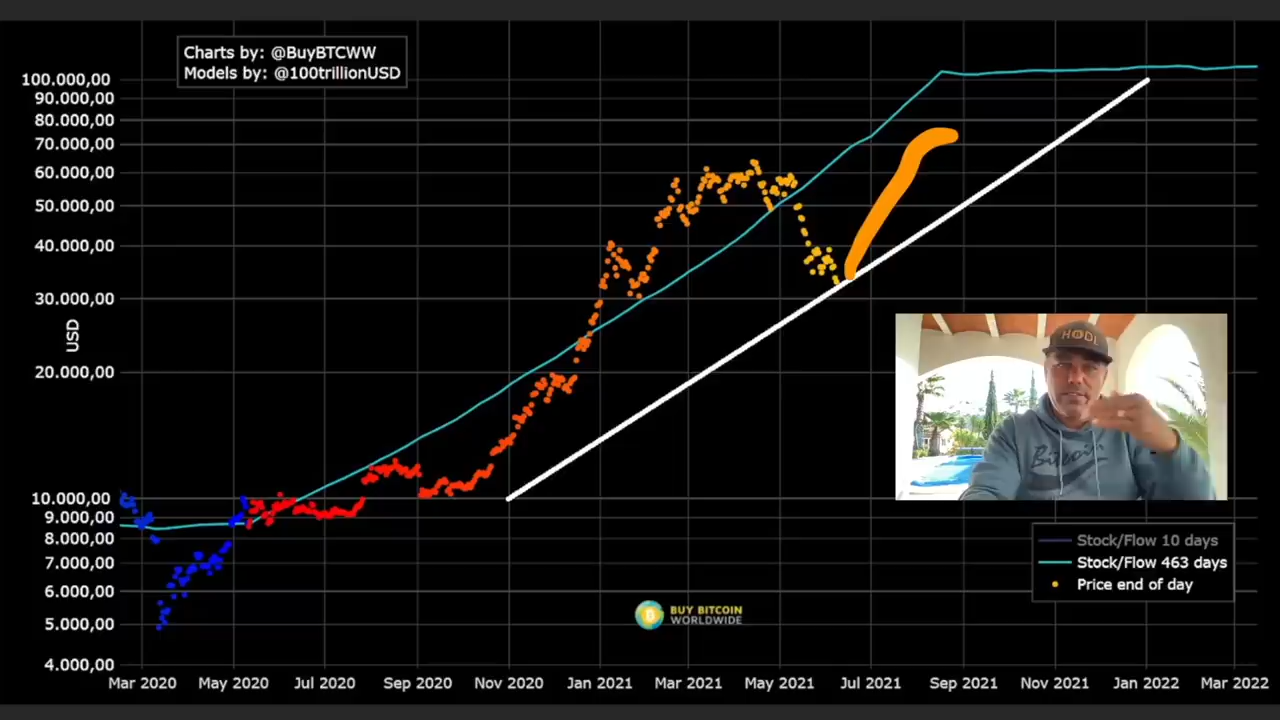 Charts by: @BuyBTCWW
Models by: @100trillionUSD
100.000,00
90.000,00
80.000,00
70.000,00
60.000,00
50.000,00
40.000,00
30.000,00
20.000,00
10.000,00
9.000,00
8.000,00
7.000,00
6.000,00
5.000,00
4.000,00
USD
HODL
Bitcoin
Stock/Flow 10 days
Stock/Flow 463 days
Price end of day
BUY BITCOIN
WORLDWIDE
Mar 2020 May 2020 Jul 2020 Sep 2020 Nov 2020 Jan 2021 Mar 2021 May 2021 Jul 2021 Sep 2021 Nov 2021 Jan 2022 Mar 2022